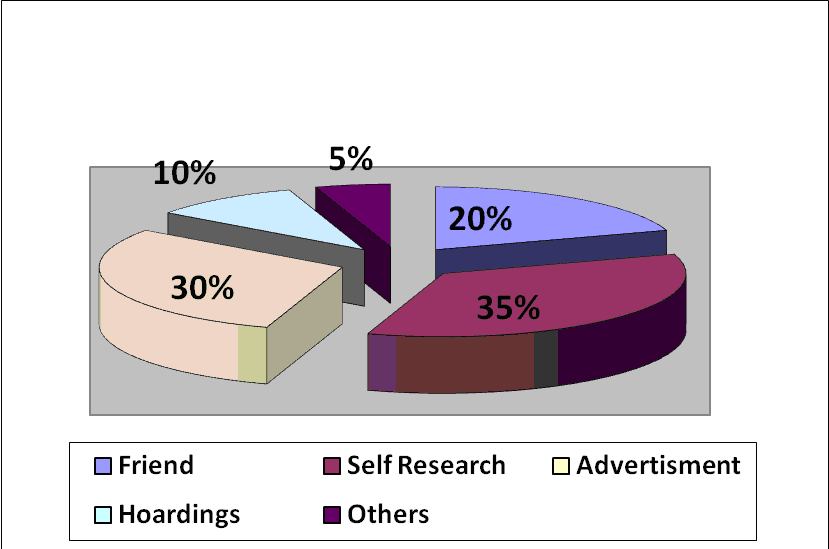 5%
10%
20%
30%
35%
Friend
Self Research
Advertisment
Hoardings
Others